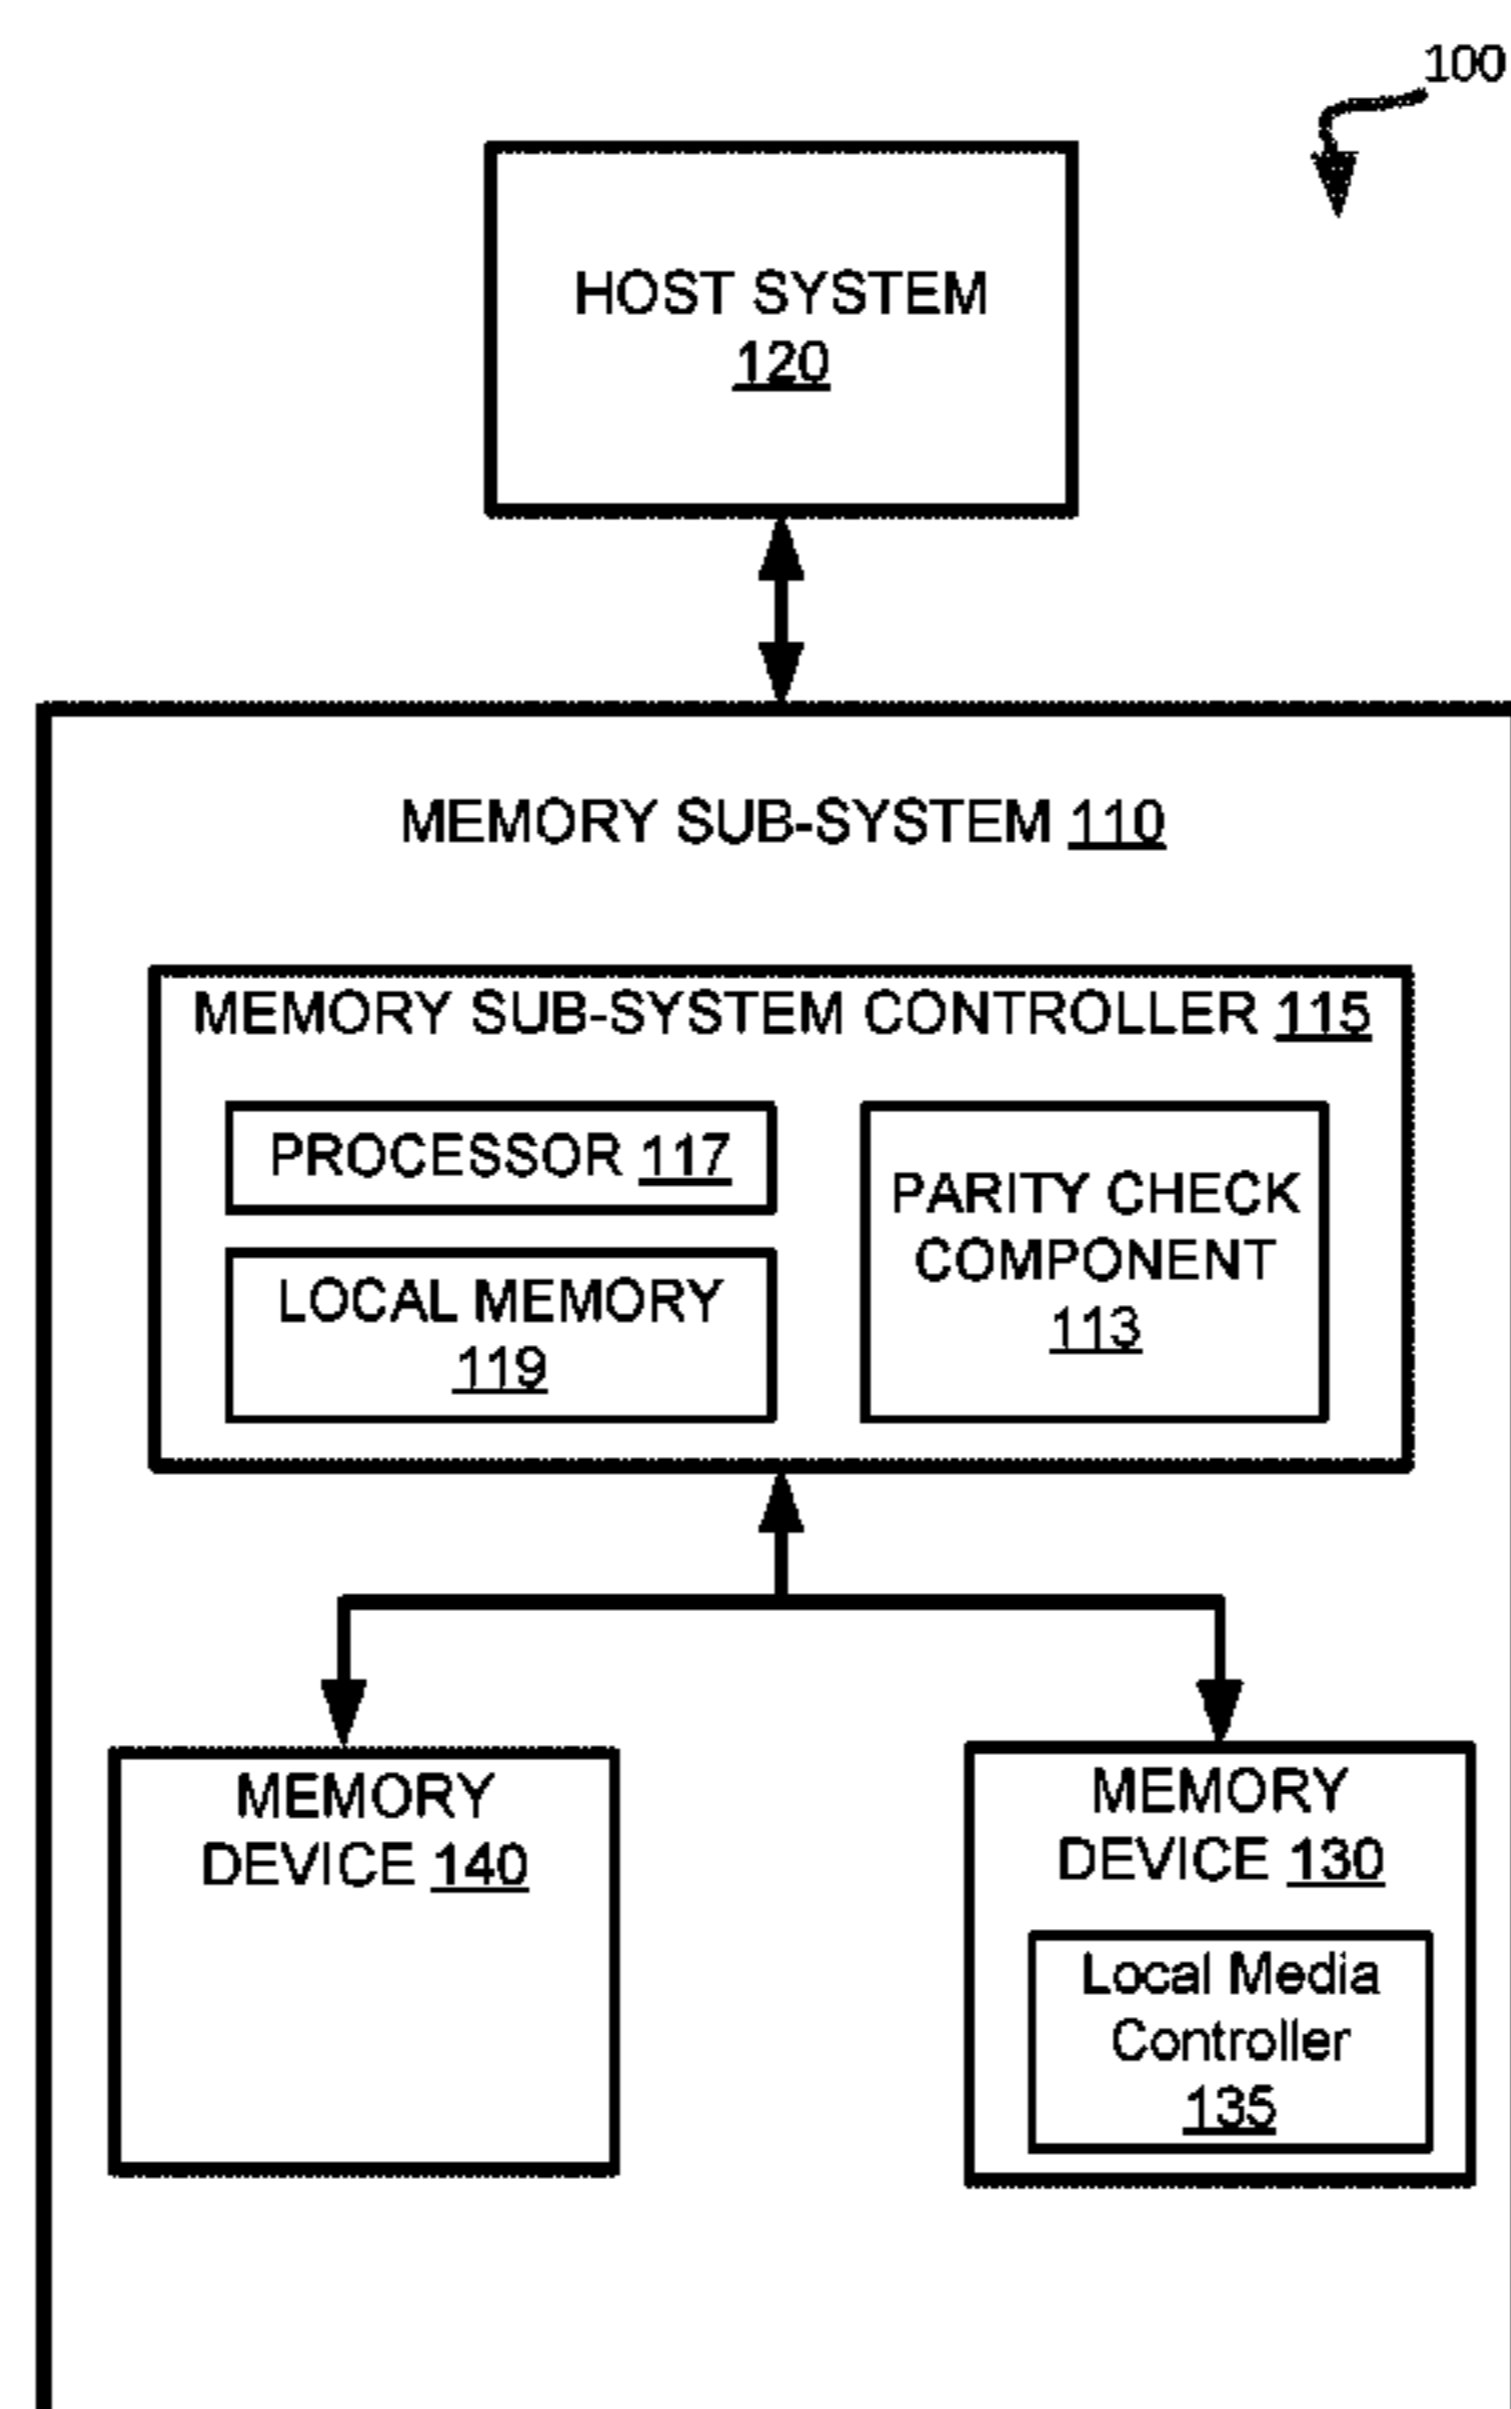 100
HOST SYSTEM
120
MEMORY SUB-SYSTEM 110
MEMORY SUB-SYSTEM CONTROLLER 115
PROCESSOR 117
LOCAL MEMORY
119
PARITY CHECK
COMPONENT
113
MEMORY
DEVICE 140
MEMORY
DEVICE 130
Local Media
Controller
135